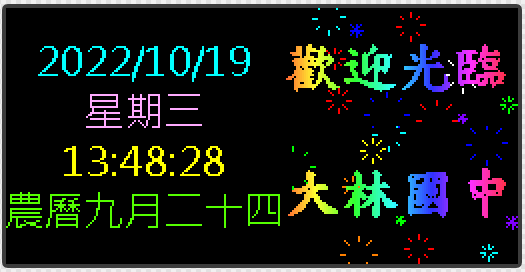 2022/10/19
星期三
13:48:28
農曆九月二十四
歡迎光臨
大林國中